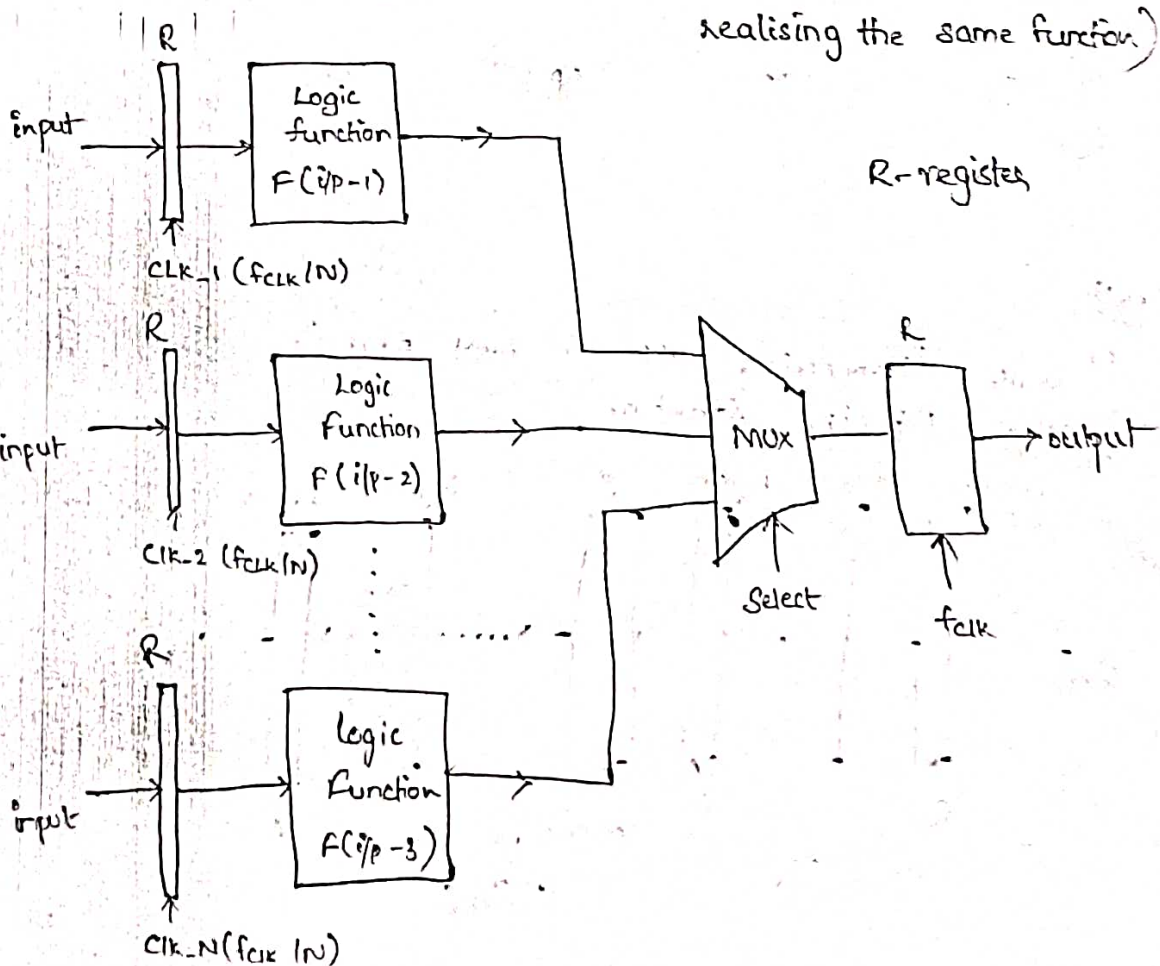 realising the same function)
R
input
Logic
function
F(i/p-1)
R-register
CLK_1 (fCLK/N)
R
input
Logic
Function
F(i/p-2)
MUX
R
output
Clk-2 (fCLK/N)
Select
fclk
R
input
logic
Function
F(i/p-3)
Clk_N(fclk/N)